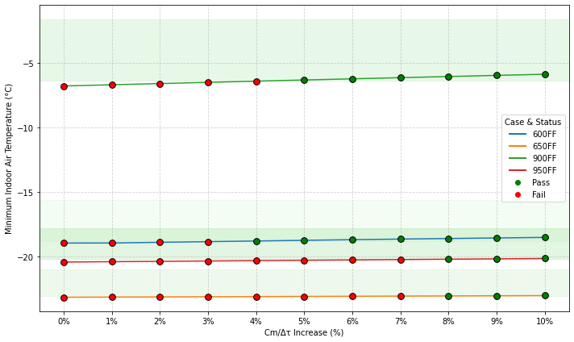 −5
−10
−15
−20
Minimum Indoor Air Temperature (°C)
Case & Status
600FF
650FF
900FF
950FF
Pass
Fail
0% 1% 2% 3% 4% 5% 6% 7% 8% 9% 10%
Cm/Δτ Increase (%)